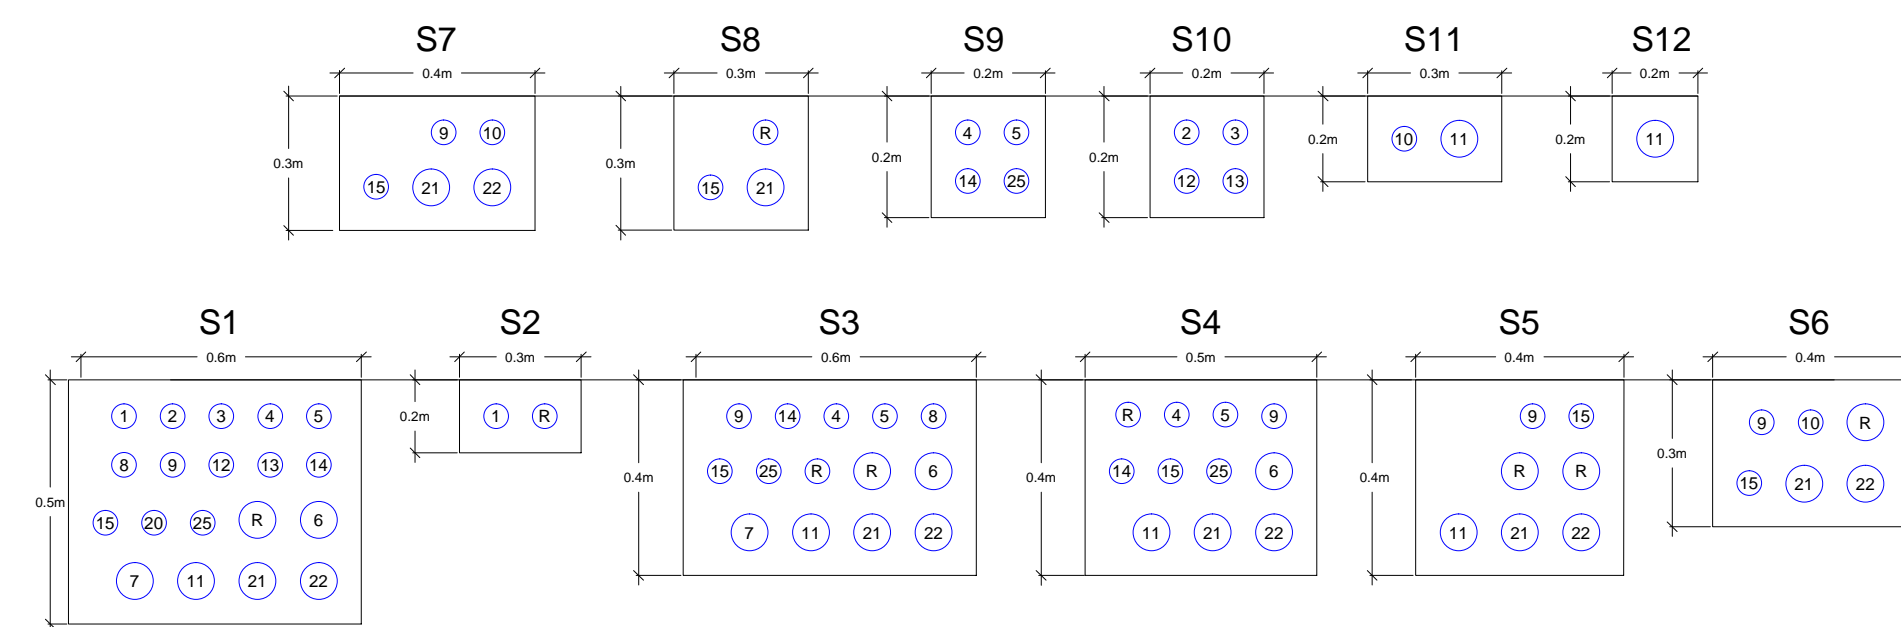 S7 S8 S9 S10 S11 S12
0.4m 0.3m 0.2m 0.2m 0.3m 0.2m
9 10 R 4 5 2 3
0.3m 0.3m 0.2m 0.2m 0.2m 10 11 0.2m 11
15 21 22 15 21 14 25 12 13
S1 S2 S3 S4 S5 S6
0.6m 0.3m 0.6m 0.5m 0.4m 0.4m
1 2 3 4 5 0.2m 1 R 9 14 4 5 8 R 4 5 9 9 15 9 10 R
0.3m
8 9 12 13 14 0.4m 15 25 R R 6 0.4m 14 15 25 6 0.4m R R 15 21 22
0.5m
15 20 25 R 6 7 11 21 22 11 21 22 11 21 22
7 11 21 22